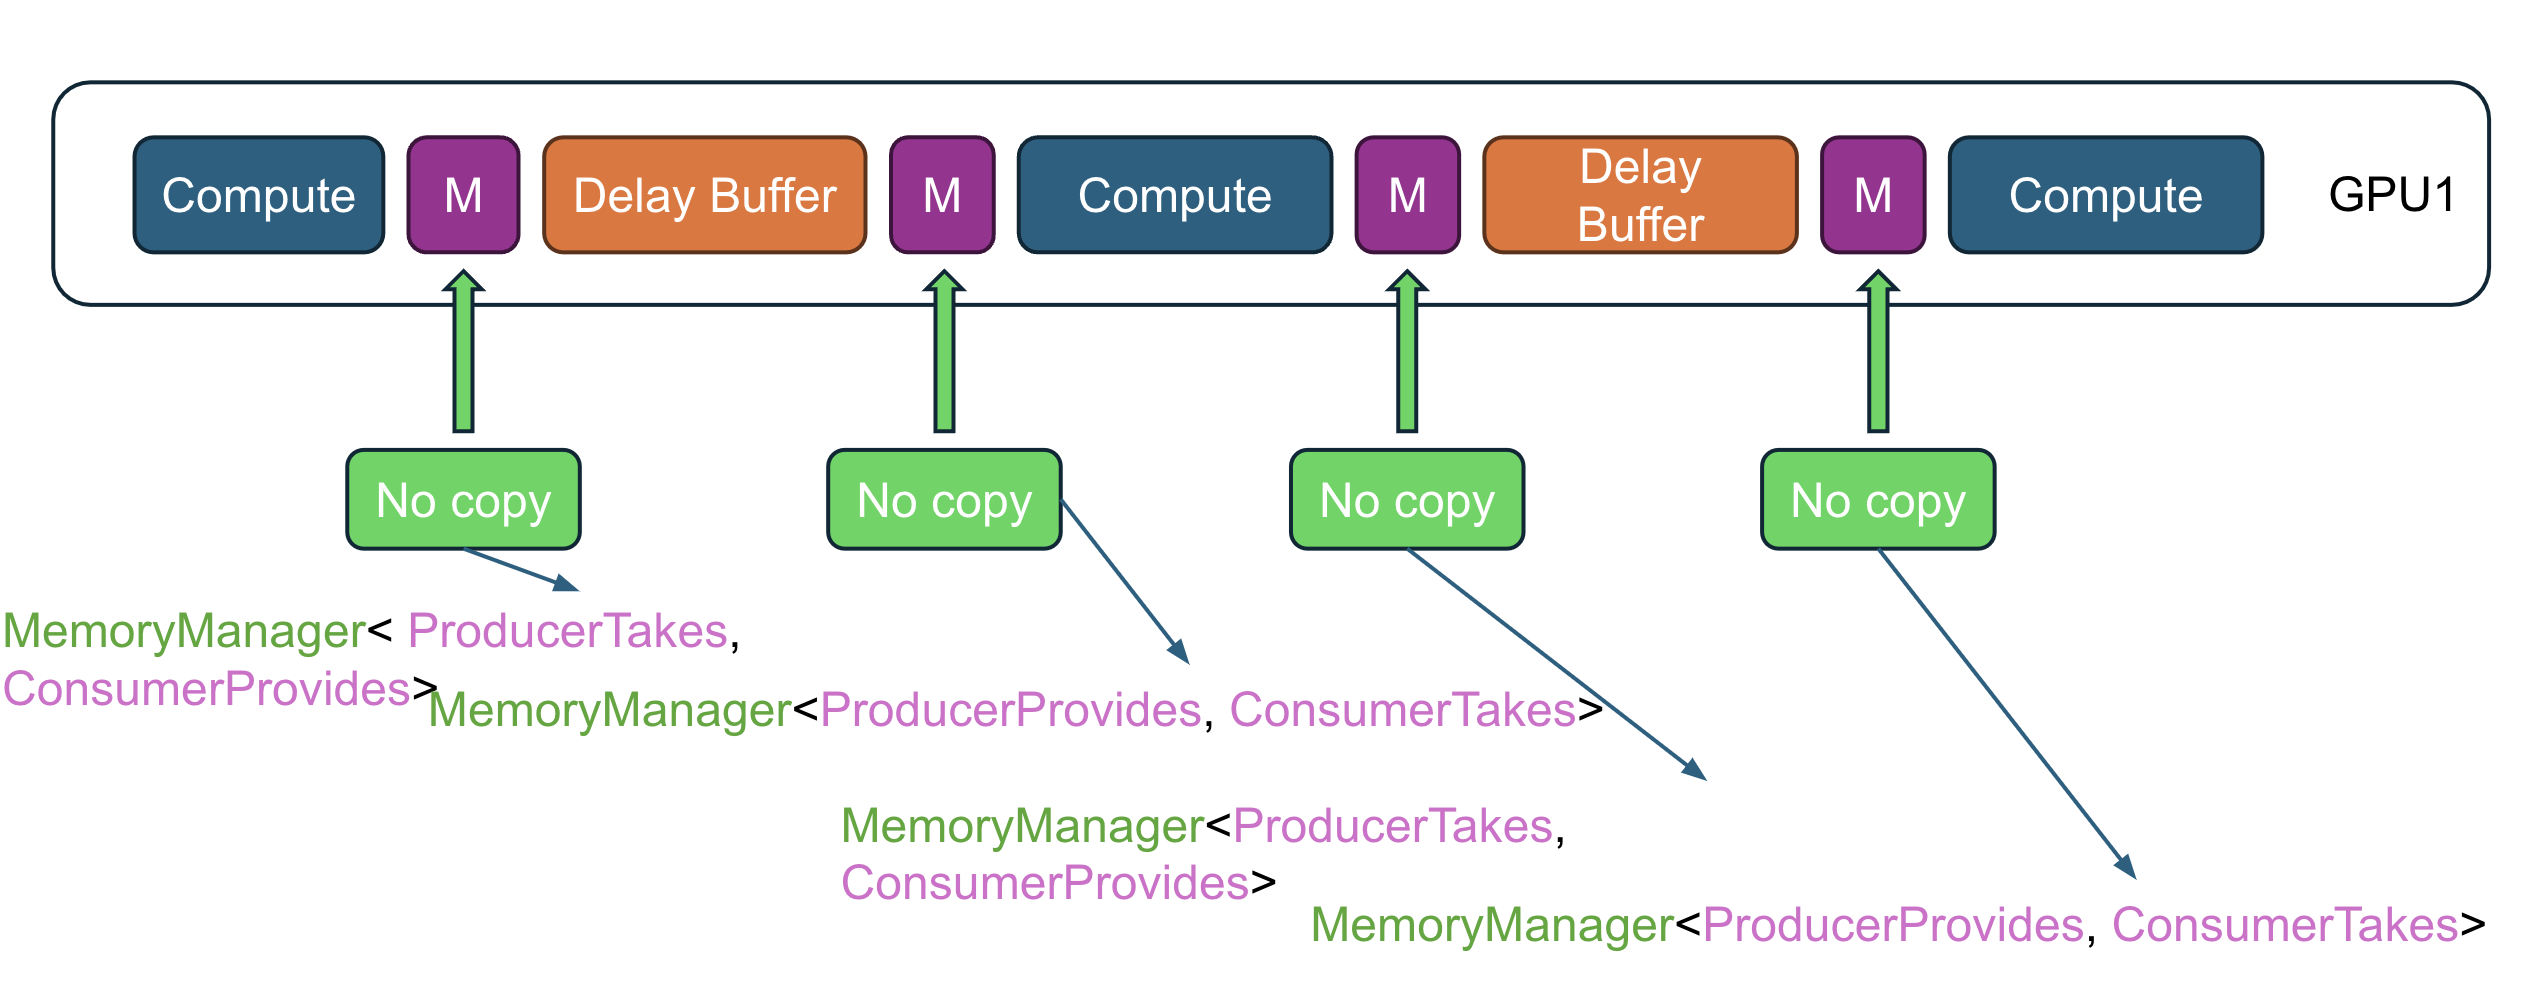 Compute
M
Delay Buffer
M
Compute
M
Delay
Buffer
M
Compute
GPU1
No copy
No copy
No copy
No copy
MemoryManager< ProducerTakes,
ConsumerProvides>
MemoryManager<ProducerProvides, ConsumerTakes>
MemoryManager<ProducerTakes,
ConsumerProvides>
MemoryManager<ProducerProvides, ConsumerTakes>